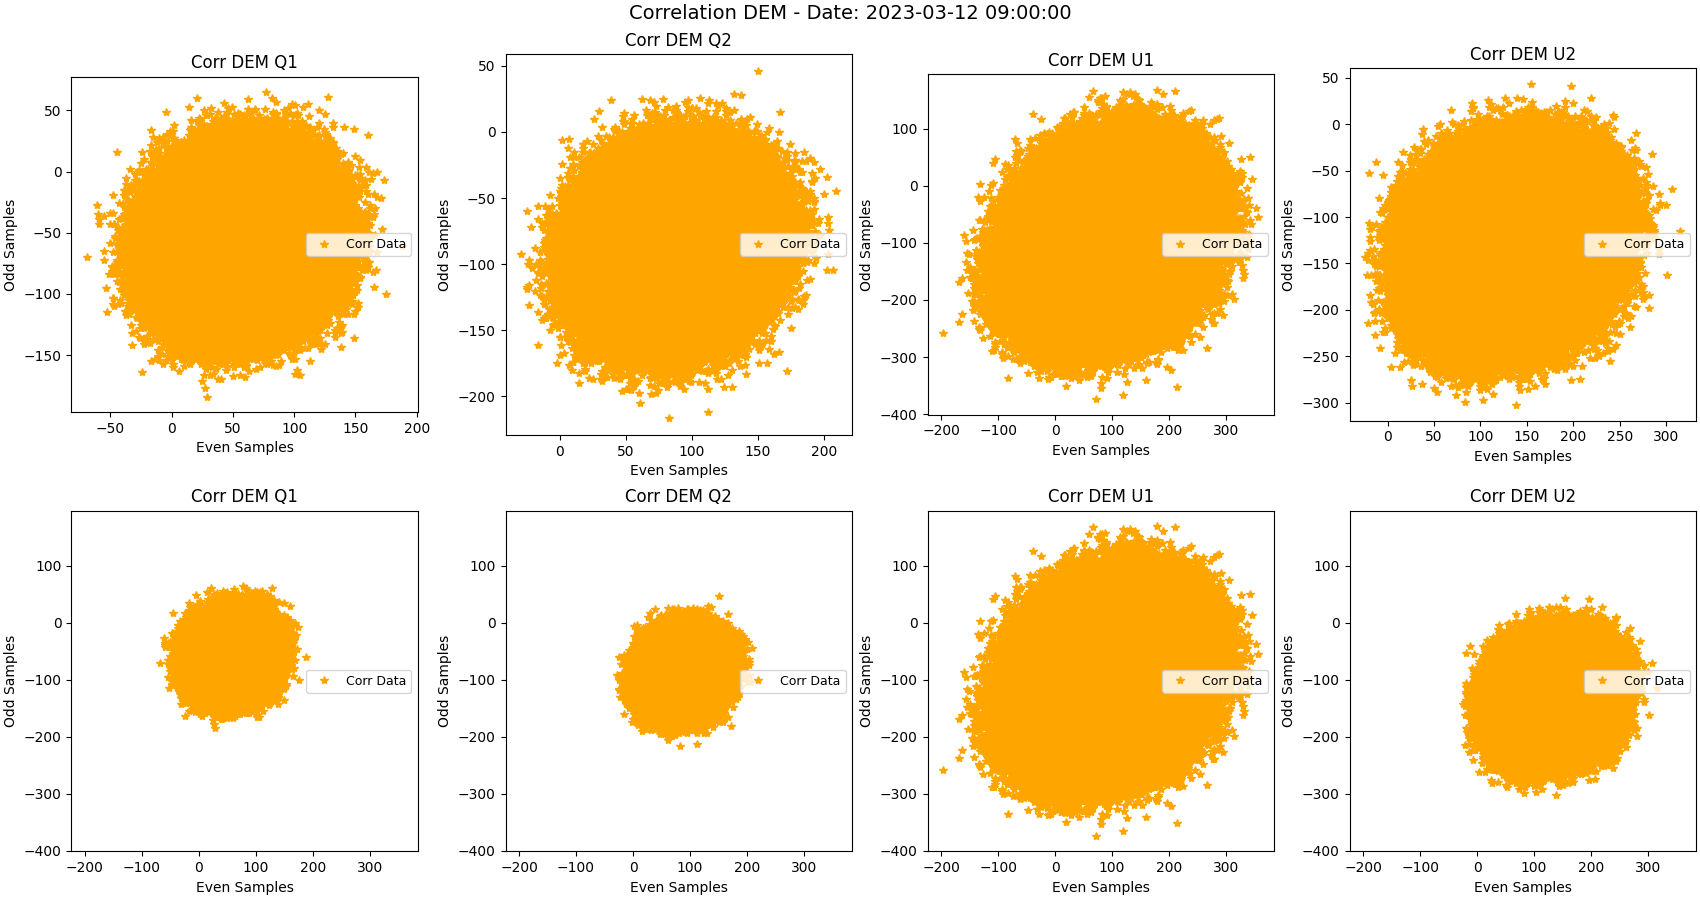 Correlation DEM - Date: 2023-03-12 09:00:00
Corr DEM Q1
Odd Samples
50
0
−50
−100
−150
Corr Data
−50 0 50 100 150 200
Even Samples
Corr DEM Q2
Odd Samples
50
0
−50
−100
−150
−200
Corr Data
0 50 100 150 200
Even Samples
Corr DEM U1
Odd Samples
100
0
−100
−200
−300
−400
Corr Data
−200 −100 0 100 200 300
Even Samples
Corr DEM U2
Odd Samples
50
0
−50
−100
−150
−200
−250
−300
Corr Data
0 50 100 150 200 250 300
Even Samples
Corr DEM Q1
Odd Samples
100
0
−100
−200
−300
−400
Corr Data
−200 −100 0 100 200 300
Even Samples
Corr DEM Q2
Odd Samples
100
0
−100
−200
−300
−400
Corr Data
−200 −100 0 100 200 300
Even Samples
Corr DEM U1
Odd Samples
100
0
−100
−200
−300
−400
Corr Data
−200 −100 0 100 200 300
Even Samples
Corr DEM U2
Odd Samples
100
0
−100
−200
−300
−400
Corr Data
−200 −100 0 100 200 300
Even Samples